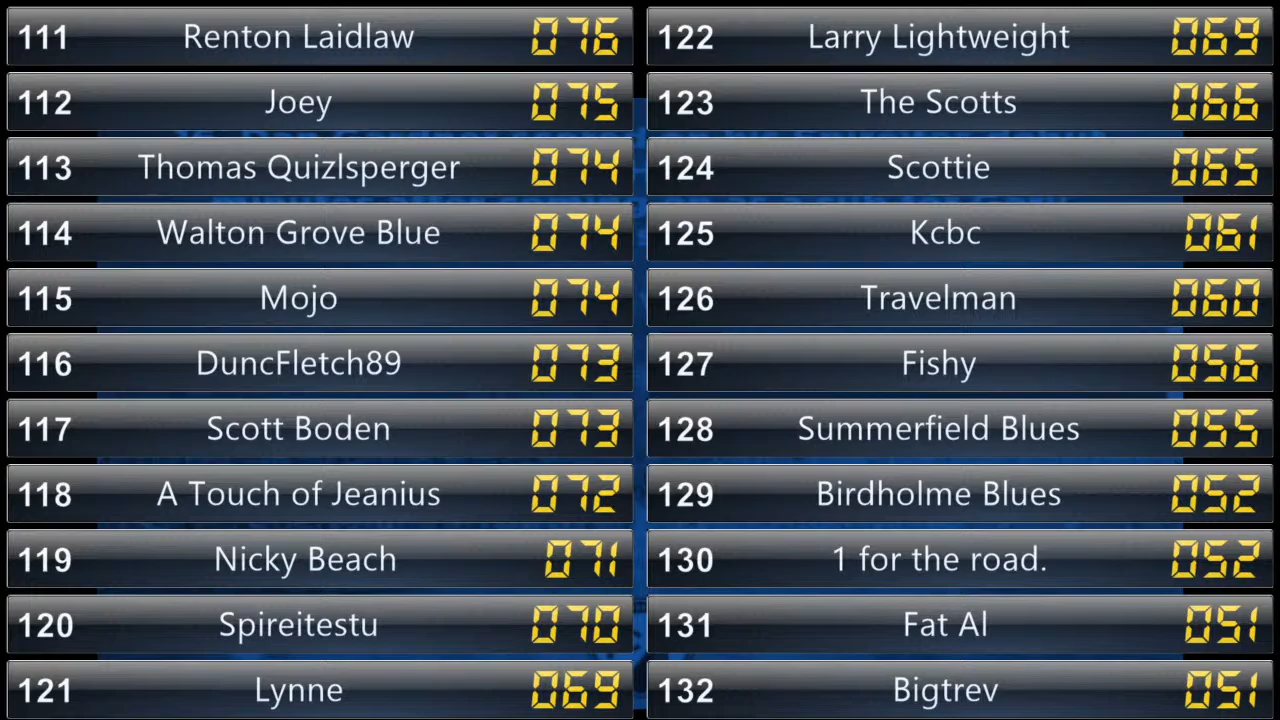 111 Renton Laidlaw 076
112 Joey 075
113 Thomas Quizlsperger 074
114 Walton Grove Blue 074
115 Mojo 074
116 DuncFletch89 073
117 Scott Boden 073
118 A Touch of Jeanius 072
119 Nicky Beach 071
120 Spireitestu 070
121 Lynne 069
122 Larry Lightweight 069
123 The Scotts 066
124 Scottie 065
125 Kcbc 061
126 Travelman 060
127 Fishy 056
128 Summerfield Blues 055
129 Birdholme Blues 052
130 1 for the road. 052
131 Fat Al 051
132 Bigtrev 051